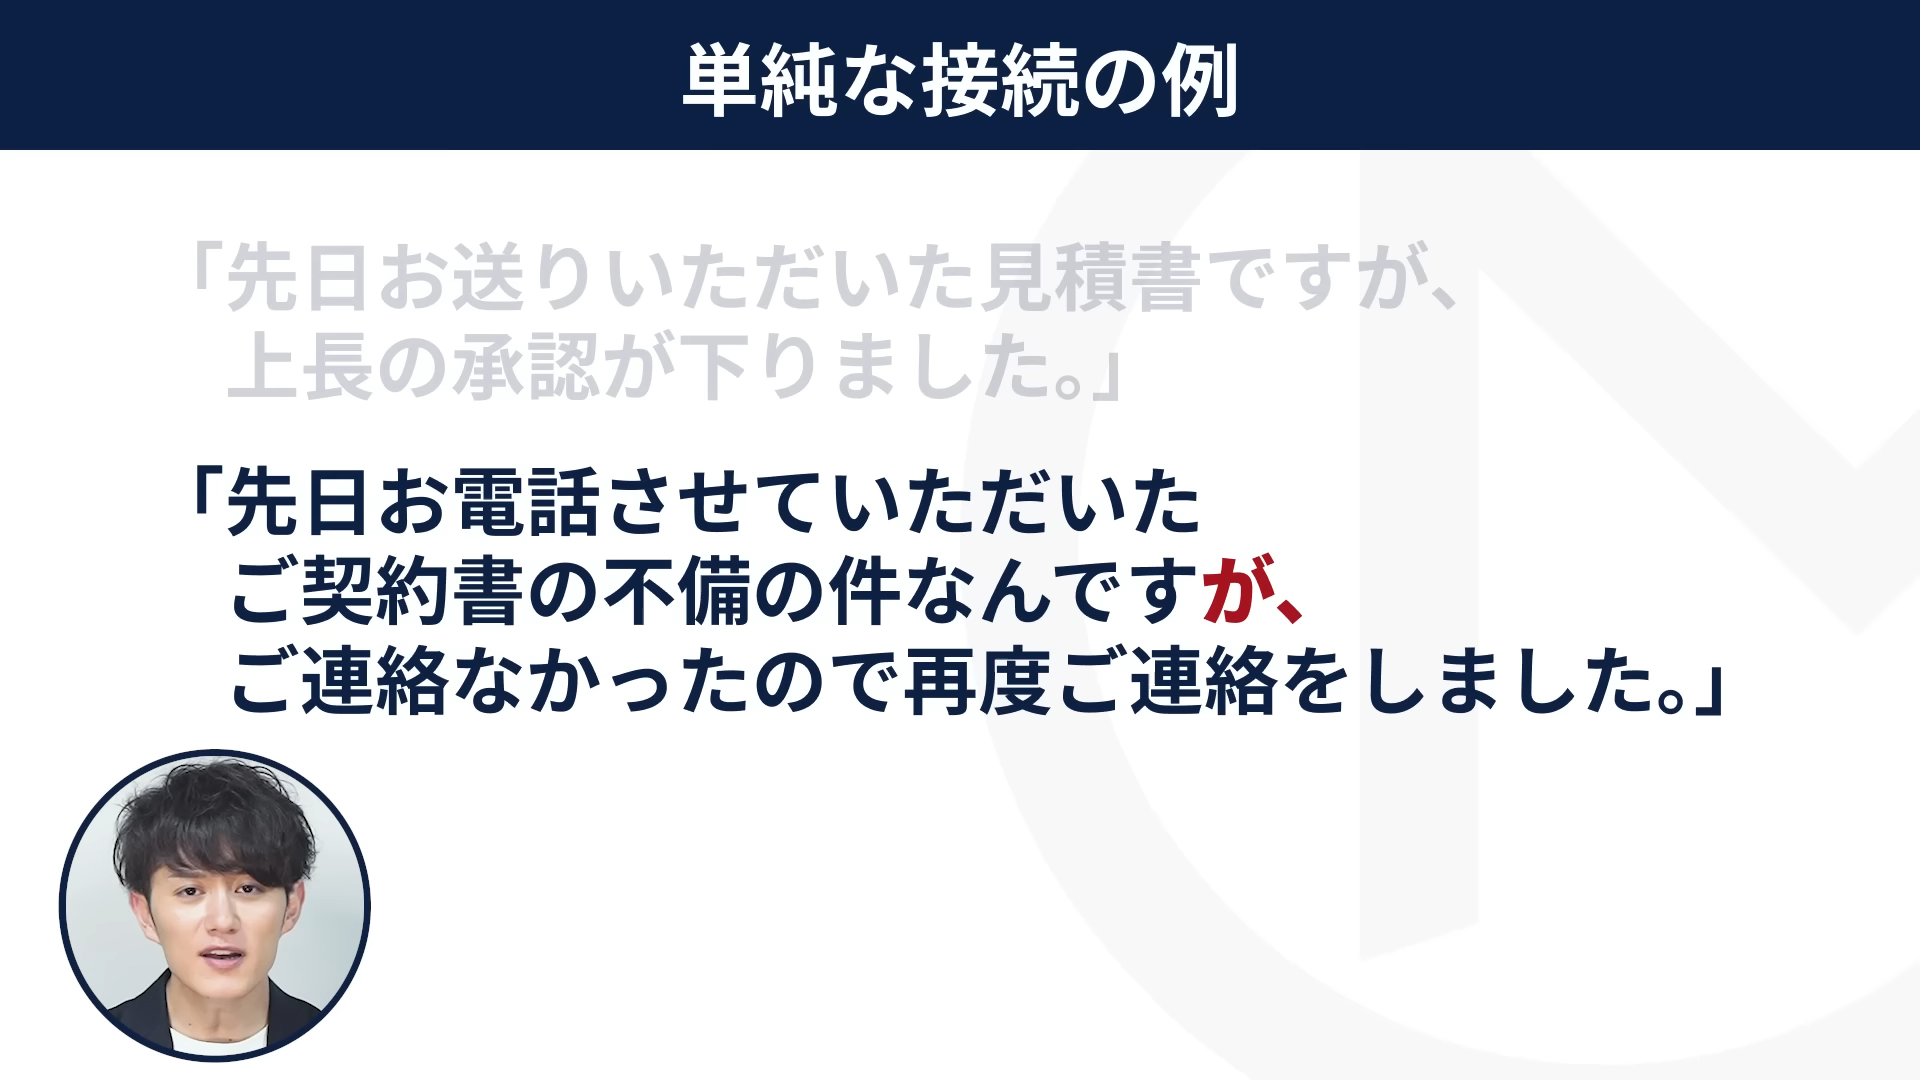 単純な接続の例
「先日お送りいただいた見積書ですが、
上長の承認が下りました。」
「先日お電話させていただいた
ご契約書の不備の件なんですが、
ご連絡なかったので再度ご連絡をしました。」